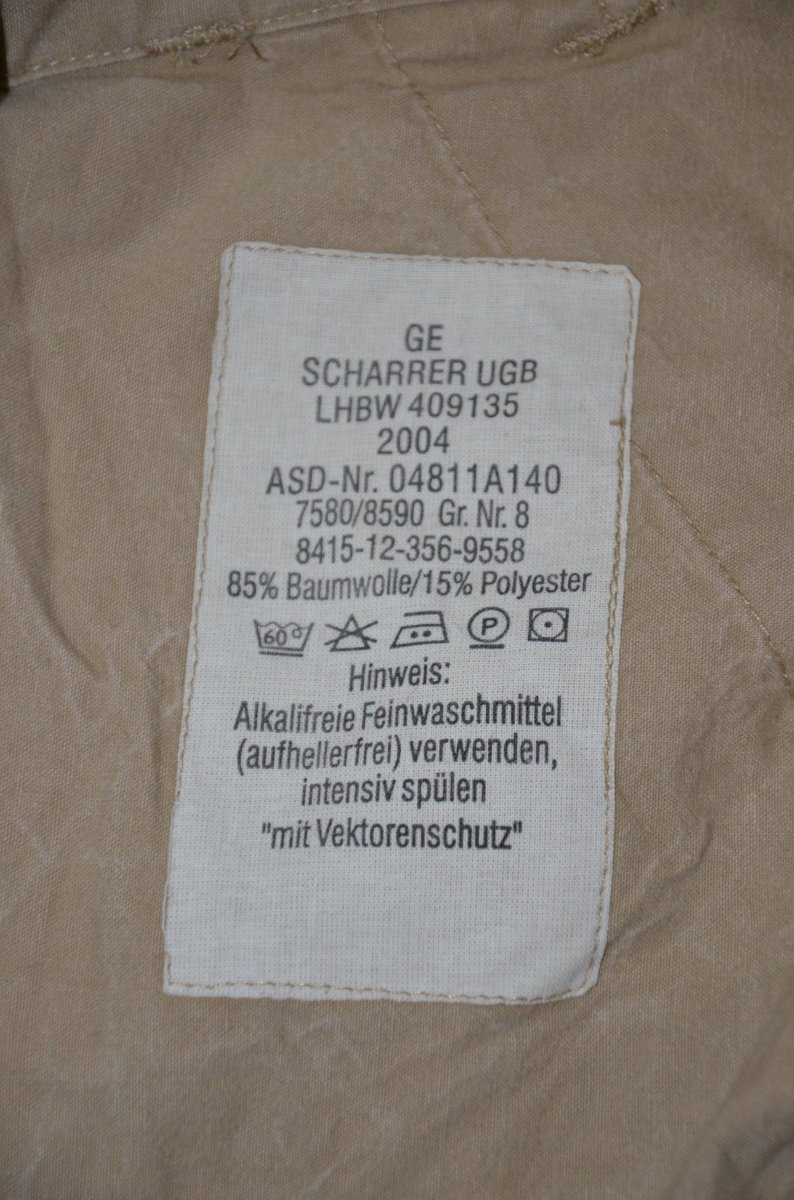 GE
SCHARRER UGB
LHBW 409135
2004
ASD-Nr. 04811A140
7580/8590 Gr. Nr. 8
8415-12-356-9558
85% Baumwolle/15% Polyester
60° P
Hinweis:
Alkalifreie Feinwaschmittel
(aufhellerfrei) verwenden,
intensiv spülen
"mit Vektorenschutz"